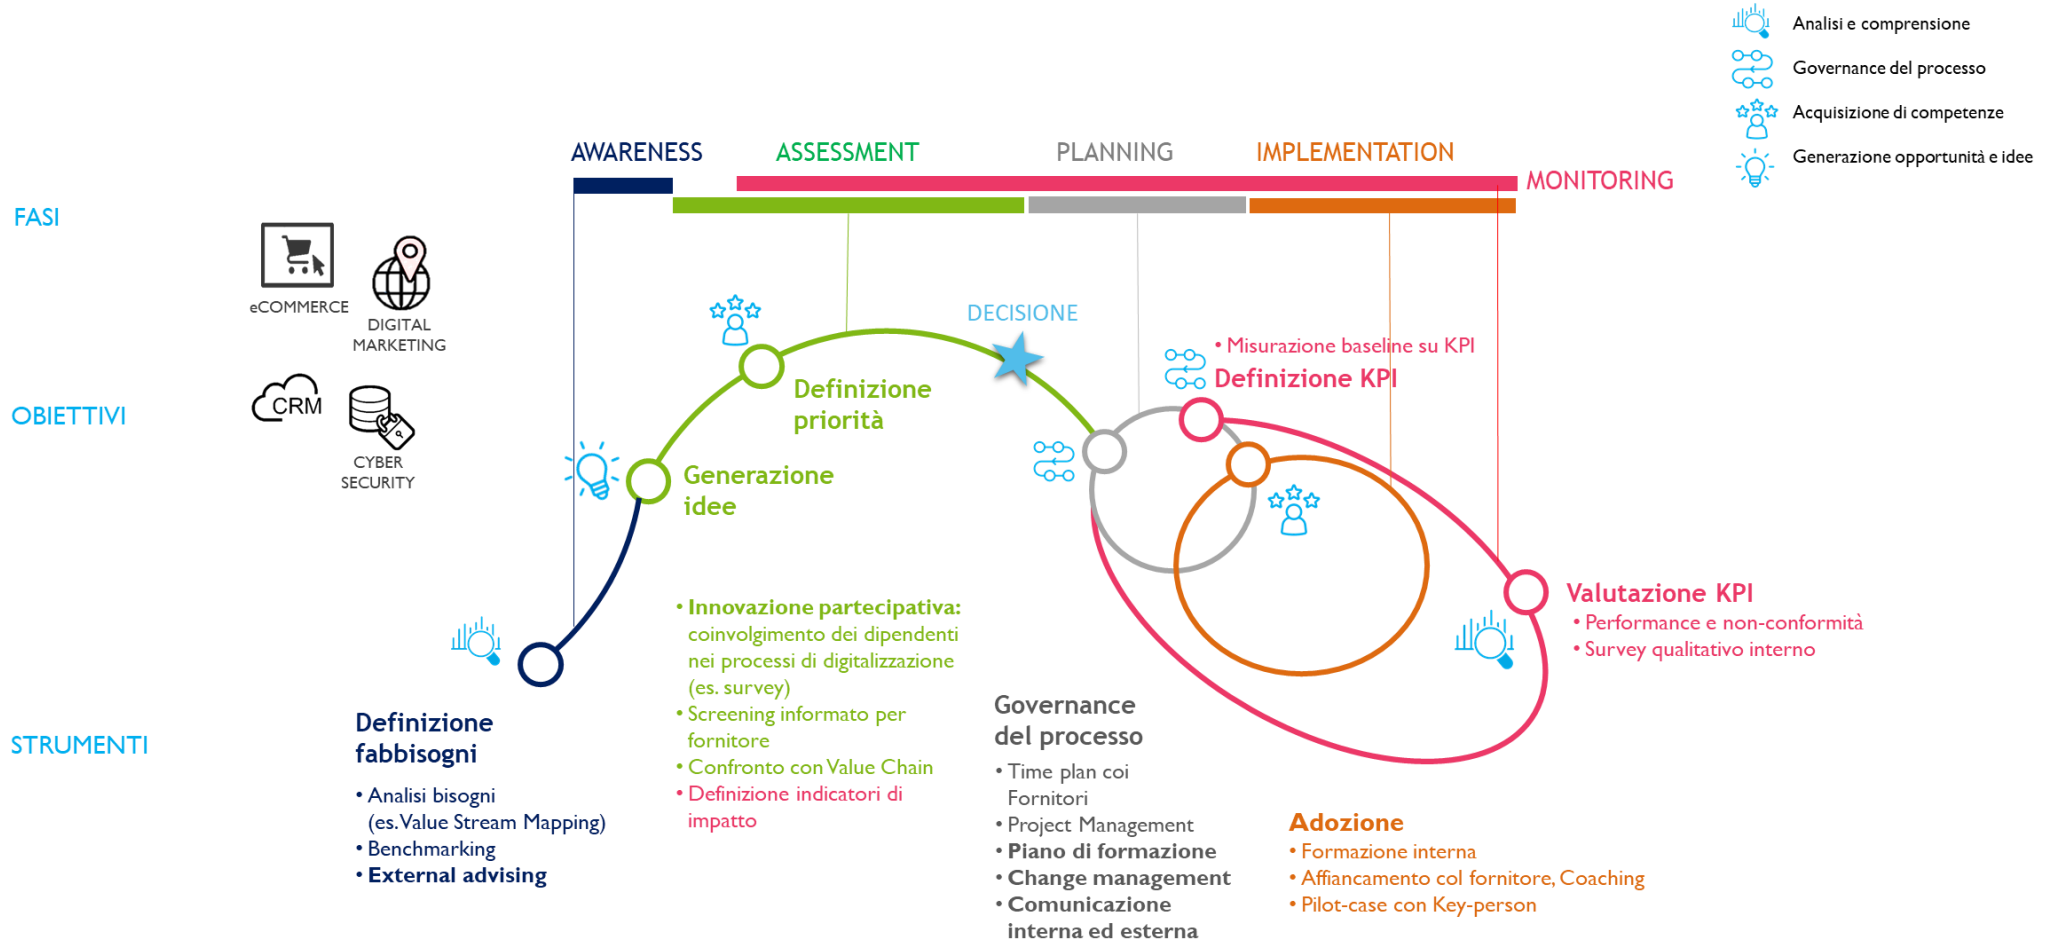 Analisi e comprensione
Governance del processo
Acquisizione di competenze
Generazione opportunità e idee
AWARENESS
ASSESSMENT
PLANNING
IMPLEMENTATION
MONITORING
FASI
eCOMMERCE
DIGITAL
MARKETING
CRM
CYBER
SECURITY
OBIETTIVI
DECISIONE
• Misurazione baseline su KPI
Definizione KPI
Definizione
priorità
Generazione
idee
Valutazione KPI
• Performance e non-conformità
• Survey qualitativo interno
STRUMENTI
Definizione
fabbisogni
• Analisi bisogni
(es. Value Stream Mapping)
• Benchmarking
• External advising
• Innovazione partecipativa:
coinvolgimento dei dipendenti
nei processi di digitalizzazione
(es. survey)
• Screening informato per
fornitore
• Confronto con Value Chain
• Definizione indicatori di
impatto
Governance
del processo
• Time plan coi
Fornitori
• Project Management
• Piano di formazione
• Change management
• Comunicazione
interna ed esterna
Adozione
• Formazione interna
• Affiancamento col fornitore, Coaching
• Pilot-case con Key-person